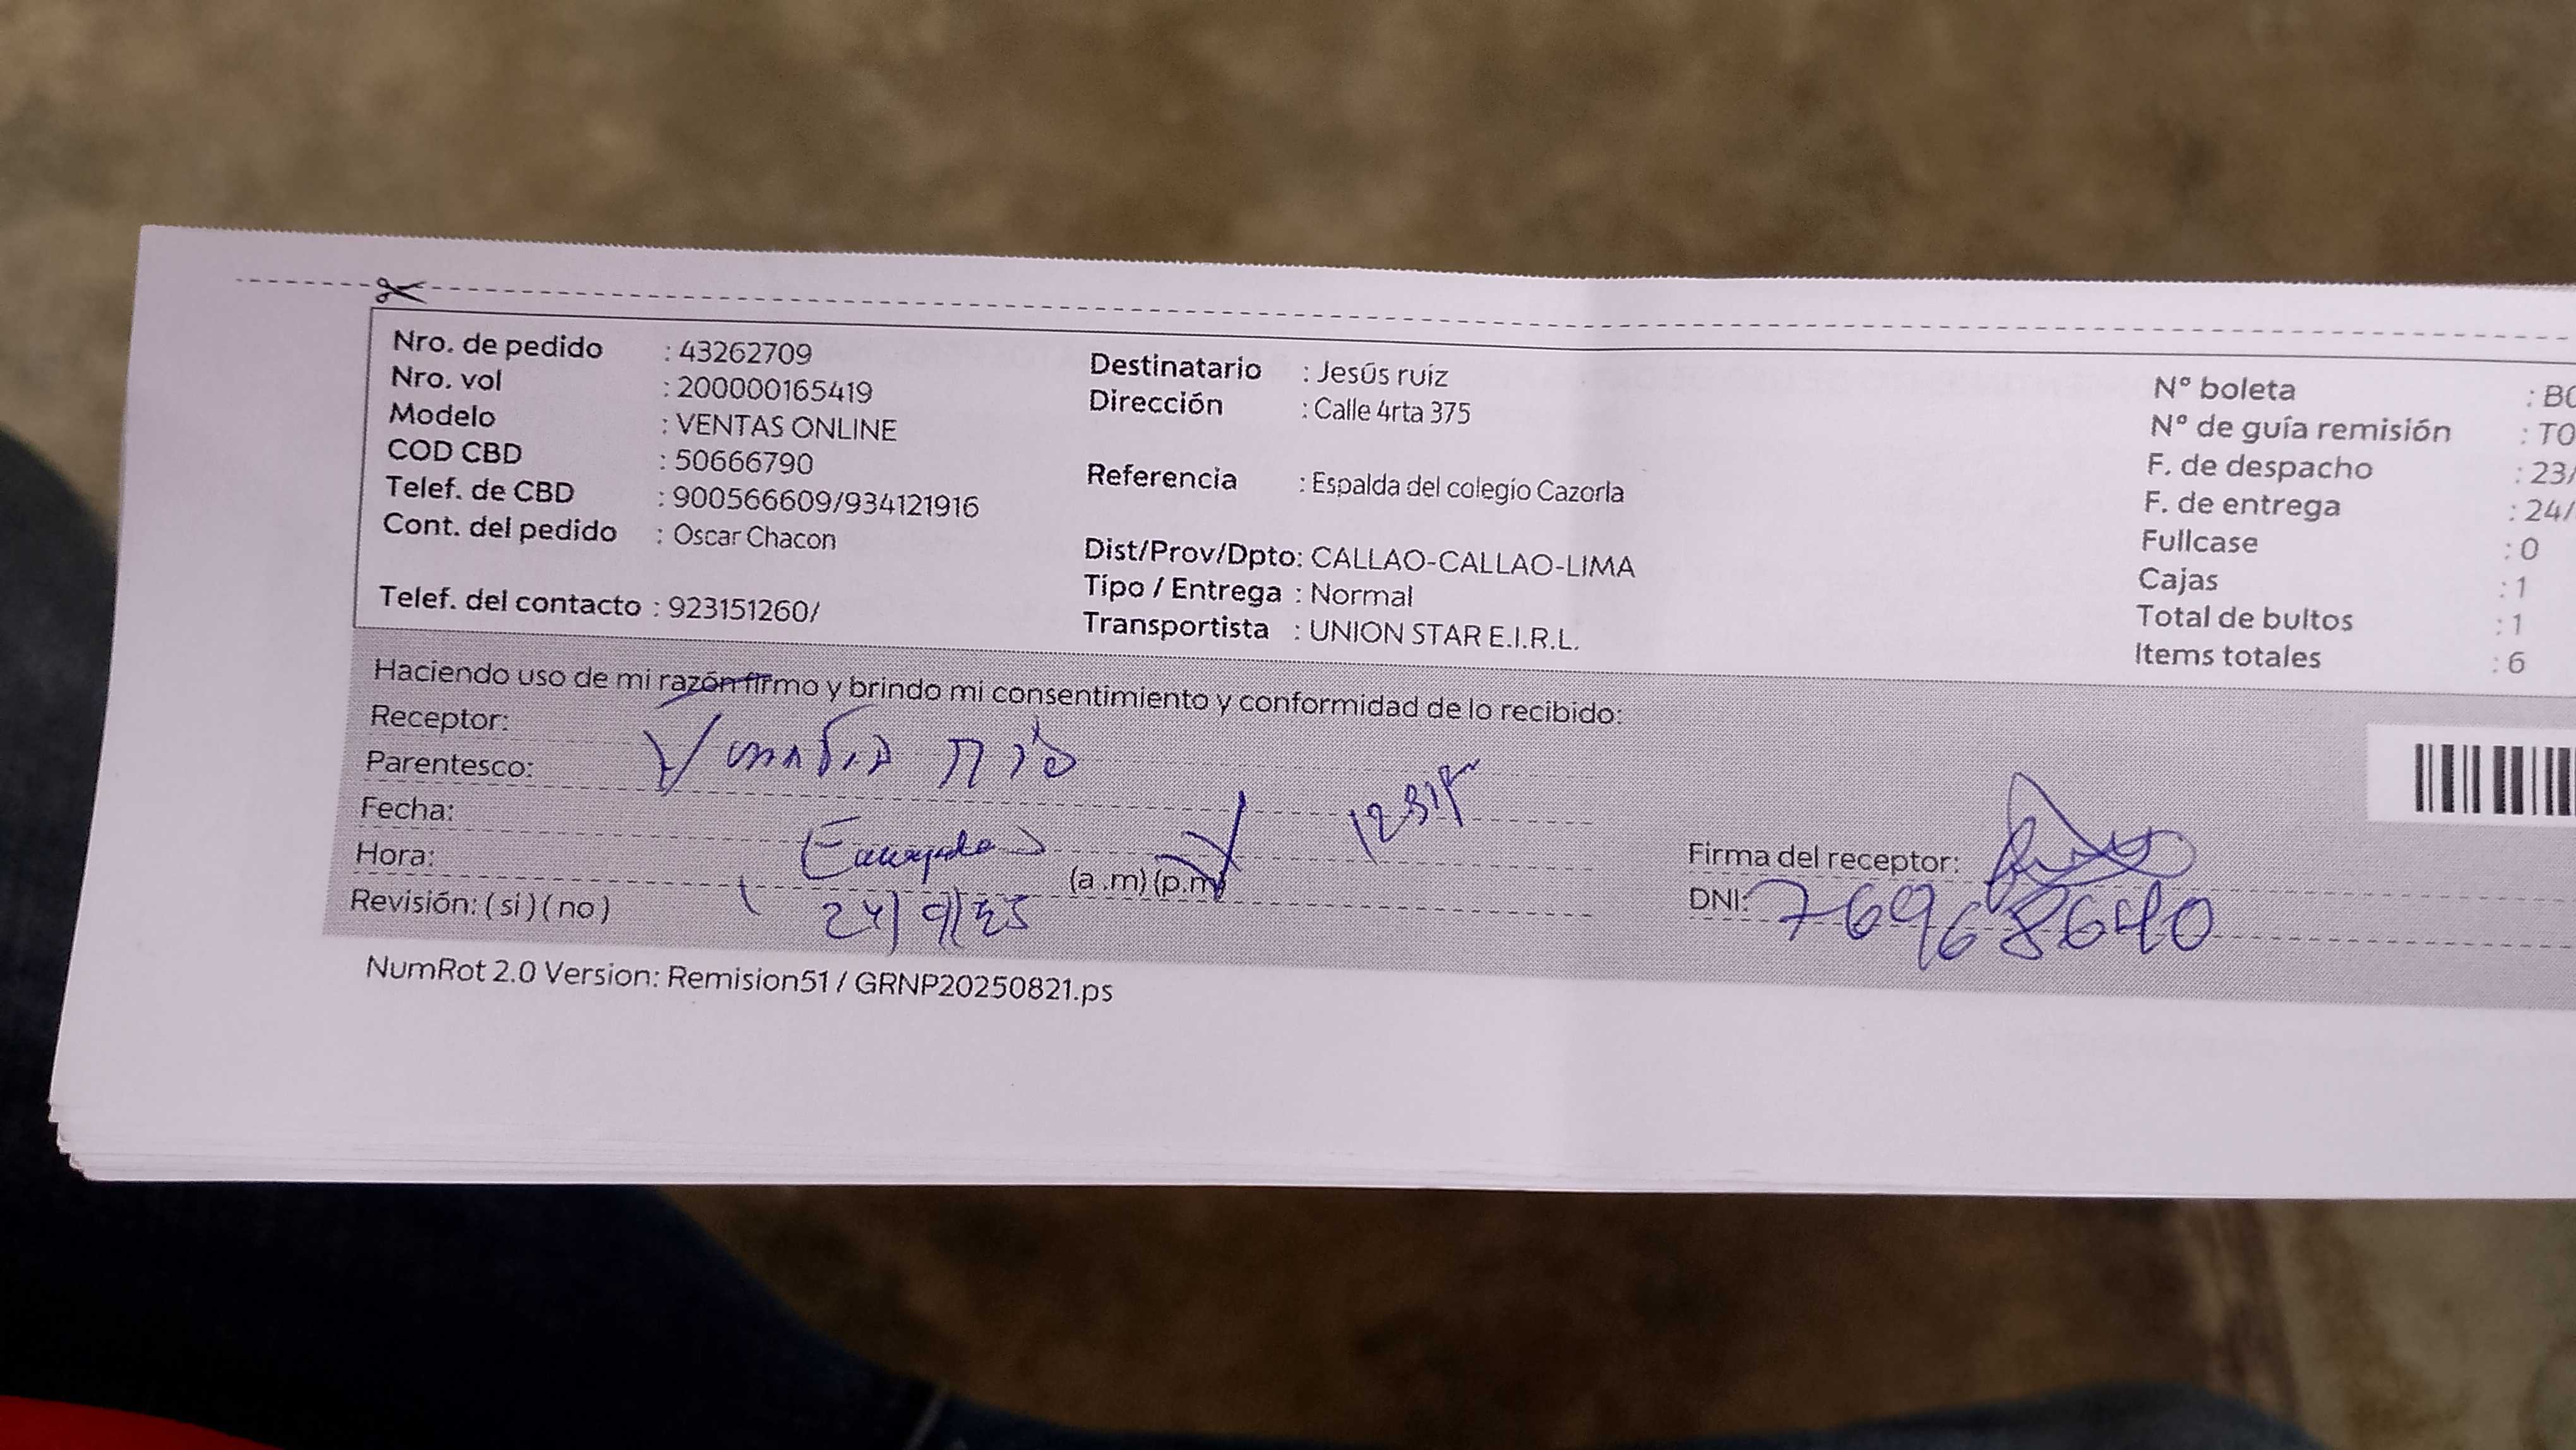 Nro. de pedido : 43262709
Nro. vol : 200000165419
Modelo : VENTAS ONLINE
COD CBD : 50666790
Telef. de CBD : 900566609/934121916
Cont. del pedido : Oscar Chacon
Telef. del contacto : 923151260/
Destinatario : Jesús ruiz
Dirección : Calle 4rta 375
Referencia : Espalda del colegio Cazorla
Dist/Prov/Dpto: CALLAO-CALLAO-LIMA
Tipo / Entrega : Normal
Transportista : UNION STAR E.I.R.L.
N° boleta : B0
N° de guía remisión : T0
F. de despacho : 23/
F. de entrega : 24/
Fullcase : 0
Cajas : 1
Total de bultos : 1
Items totales : 6
Haciendo uso de mi razón firmo y brindo mi consentimiento y conformidad de lo recibido:
Receptor:
Parentesco:
Fecha:
Hora: (a .m) (p.m)
Revisión: ( si ) ( no ) 24/9/25
Firma del receptor:
DNI: 76968640
NumRot 2.0 Version: Remision51 / GRNP20250821.ps